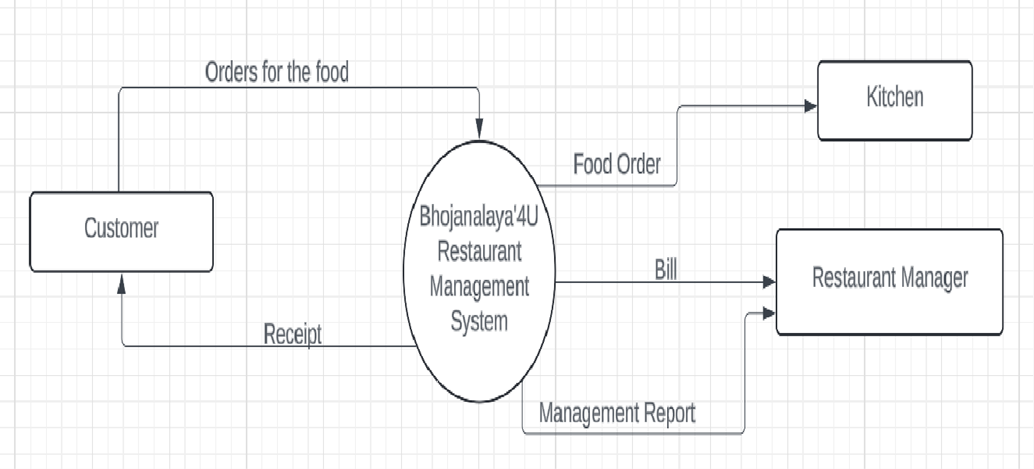 Orders for the food
Kitchen
Food Order
Customer
Bhojanalaya'4U
Restaurant
Management
System
Bill
Restaurant Manager
Receipt
Management Report